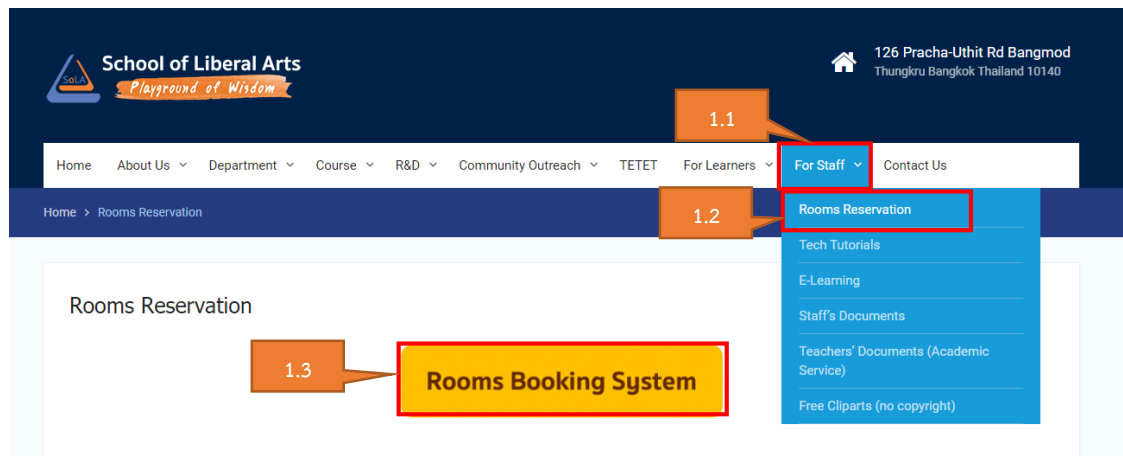 SoLA
School of Liberal Arts
Playground of Wisdom
126 Pracha-Uthit Rd Bangmod
Thungkru Bangkok Thailand 10140
1.1
Home About Us Department Course R&D Community Outreach TETET For Learners For Staff Contact Us
Home > Rooms Reservation
1.2
Rooms Reservation
Tech Tutorials
E-Learning
Staff's Documents
Teachers' Documents (Academic
Service)
Free Cliparts (no copyright)
Rooms Reservation
1.3
Rooms Booking System